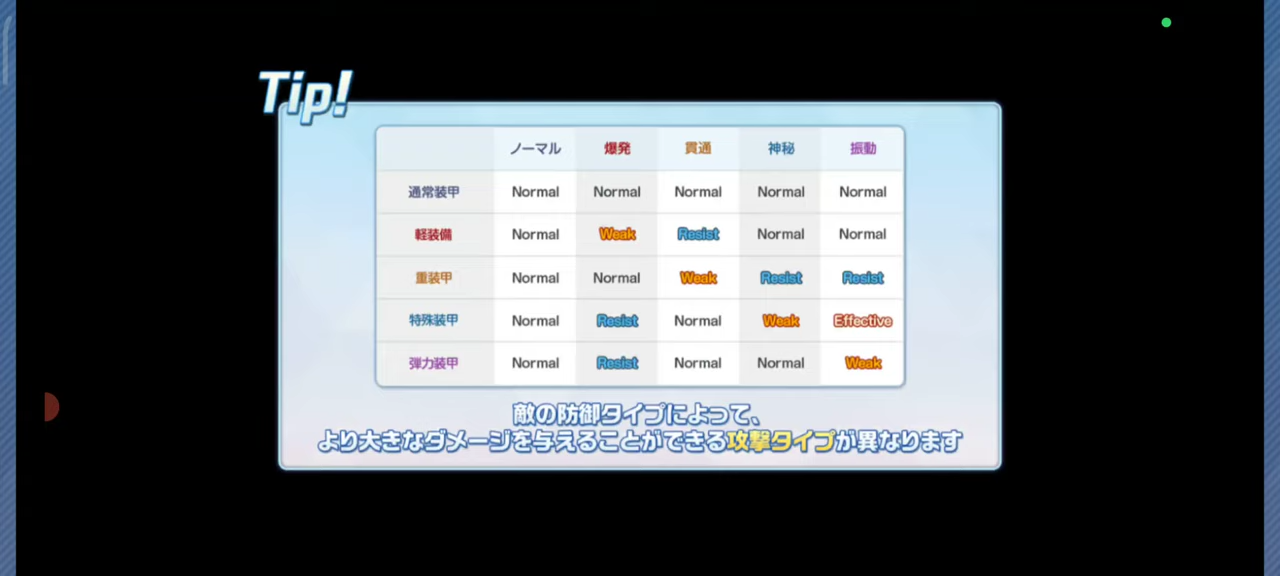 Tip!
ノーマル 爆発 貫通 神秘 振動
通常装甲 Normal Normal Normal Normal Normal
軽装備 Normal Weak Resist Normal Normal
重装甲 Normal Normal Weak Resist Resist
特殊装甲 Normal Resist Normal Weak Effective
弾力装甲 Normal Resist Normal Normal Weak
敵の防御タイプによって、
より大きなダメージを与えることができる攻撃タイプが異なります